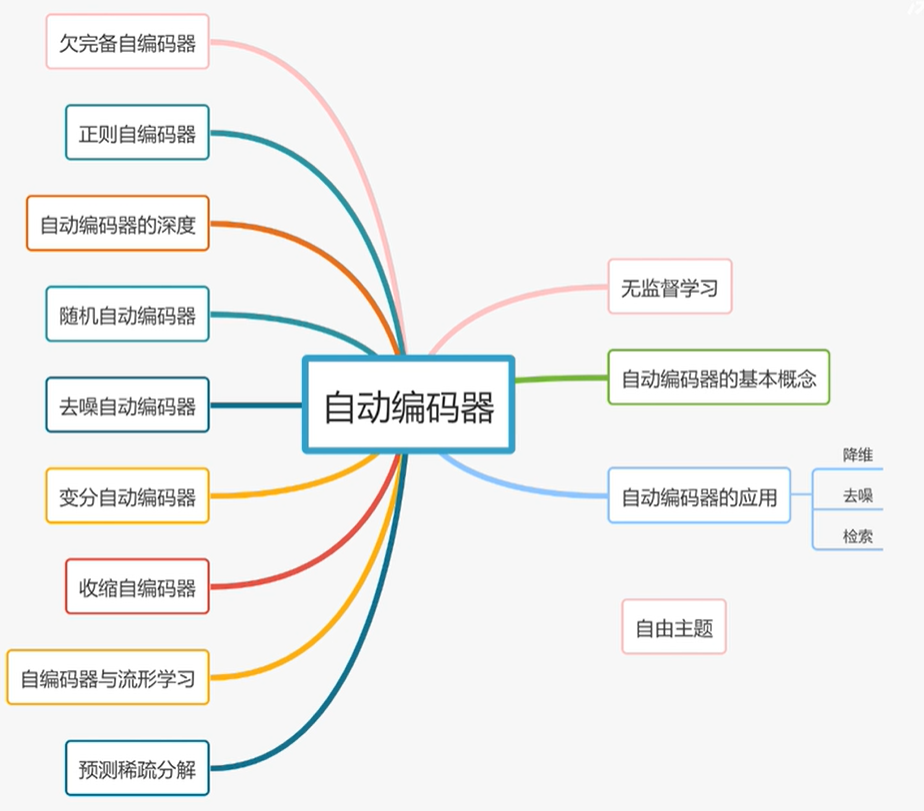 欠完备自编码器
正则自编码器
自动编码器的深度
随机自动编码器
去噪自动编码器
变分自动编码器
收缩自编码器
自编码器与流形学习
预测稀疏分解
自动编码器
无监督学习
自动编码器的基本概念
自动编码器的应用
降维
去噪
检索
自由主题